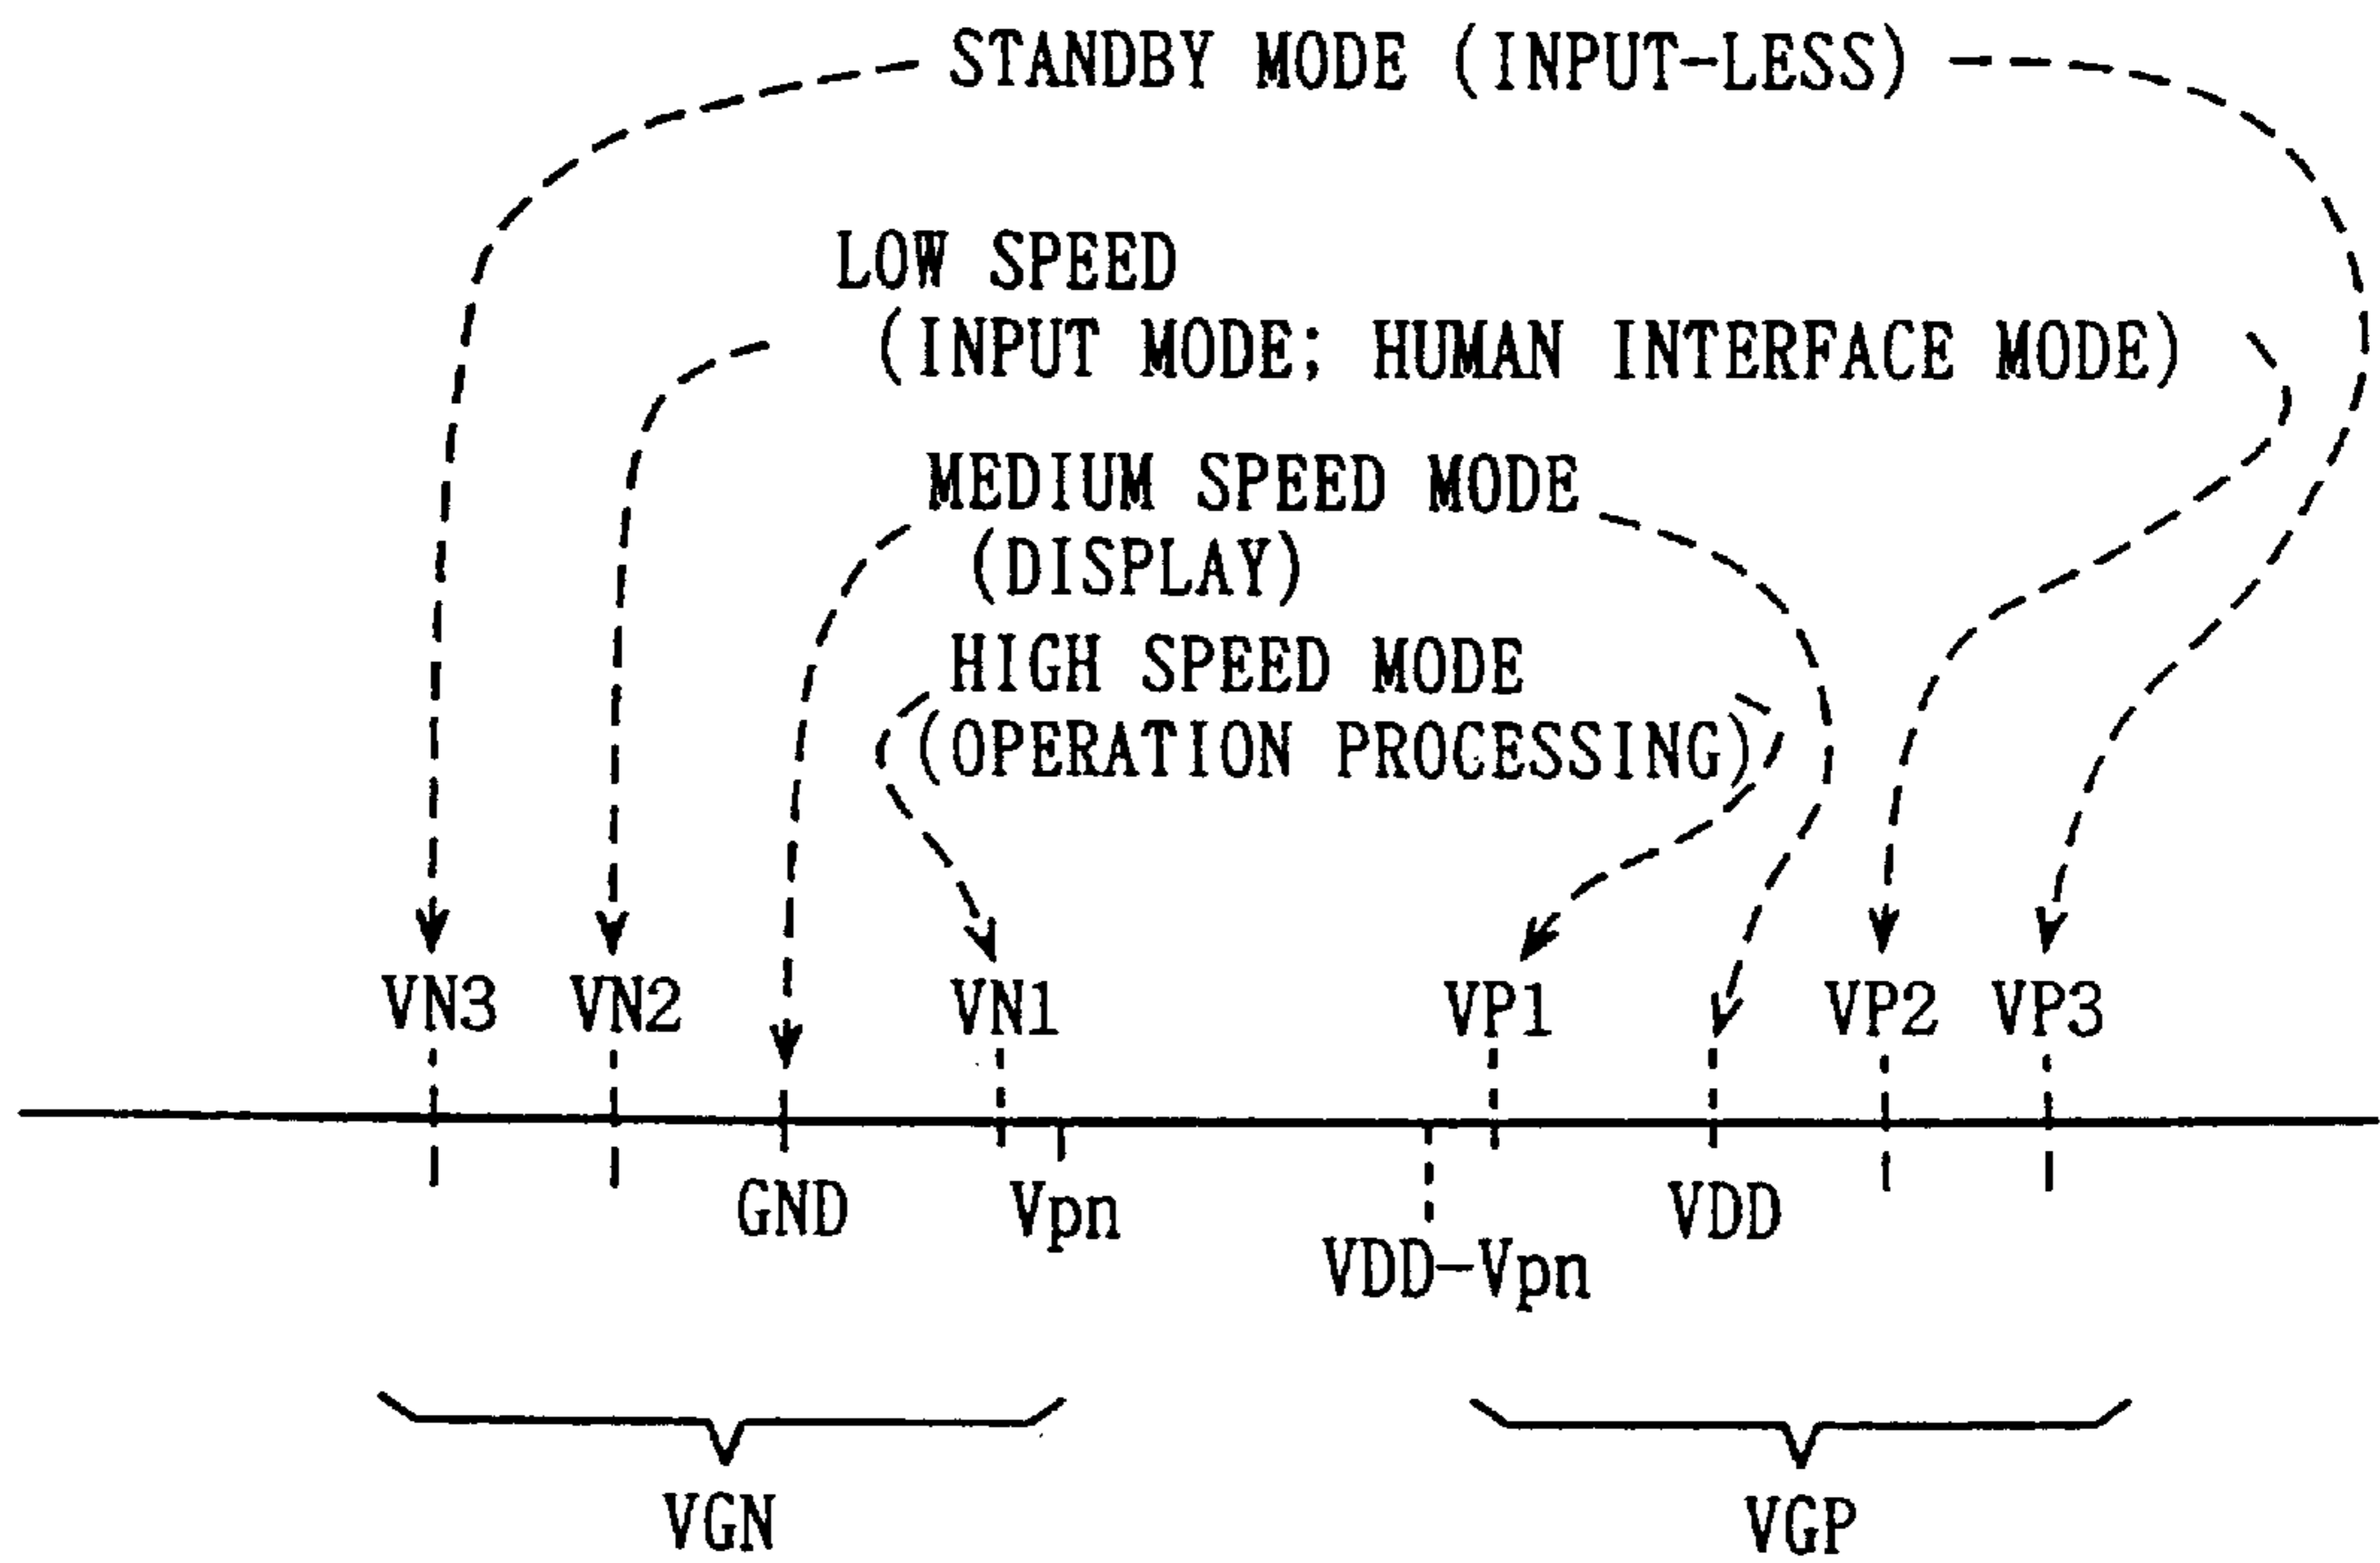 STANDBY MODE (INPUT-LESS)
LOW SPEED
(INPUT MODE; HUMAN INTERFACE MODE)
MEDIUM SPEED MODE
(DISPLAY)
HIGH SPEED MODE
(OPERATION PROCESSING)
VN3 VN2 VN1 VP1 VP2 VP3
GND Vpn VDD
VDD-Vpn
VGN VGP